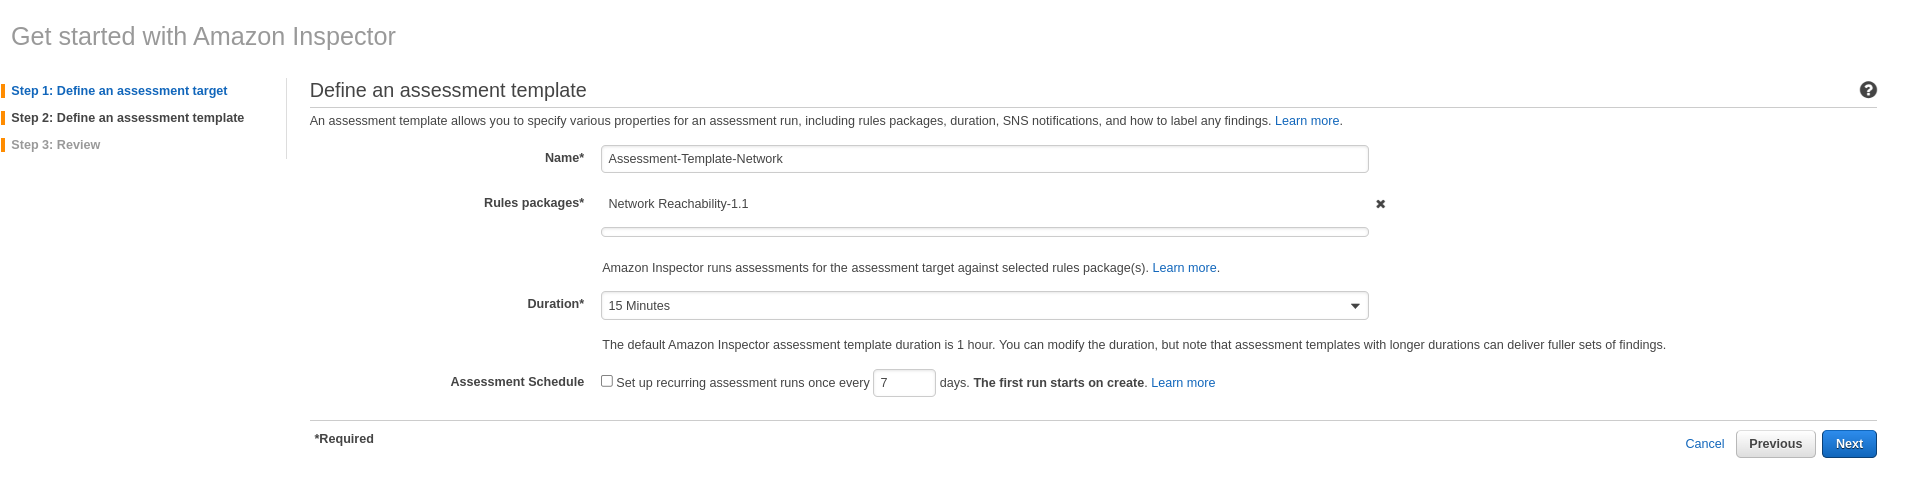 Get started with Amazon Inspector
Step 1: Define an assessment target
Step 2: Define an assessment template
Step 3: Review
Define an assessment template
An assessment template allows you to specify various properties for an assessment run, including rules packages, duration, SNS notifications, and how to label any findings. Learn more.
Name* Assessment-Template-Network
Rules packages* Network Reachability-1.1
Amazon Inspector runs assessments for the assessment target against selected rules package(s). Learn more.
Duration* 15 Minutes
The default Amazon Inspector assessment template duration is 1 hour. You can modify the duration, but note that assessment templates with longer durations can deliver fuller sets of findings.
Assessment Schedule Set up recurring assessment runs once every 7 days. The first run starts on create. Learn more
*Required
Cancel Previous Next